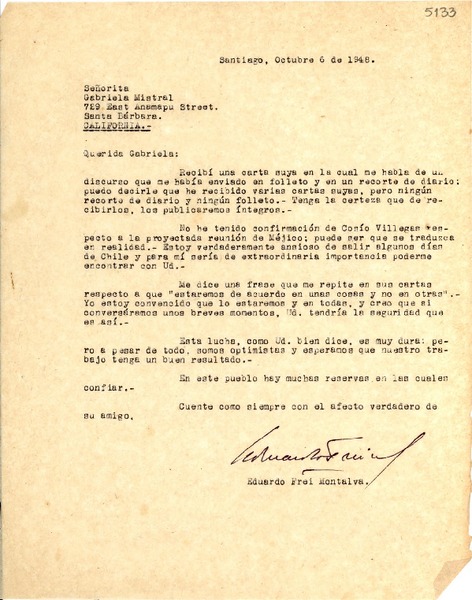 5133
Santiago, Octubre 6 de 1948.
Señorita
Gabriela Mistral
729 East Anamapu Street.
Santa Bárbara.
CALIFORNIA.-
Querida Gabriela:
Recibí una carta suya en la cual me habla de un
discurso que me había enviado en folleto y en un recorte de diario;
puedo decirle que he recibido varias cartas suyas, pero ningún
recorte de diario y ningún folleto.- Tenga la certeza que de re-
cibirlos, los publicaremos íntegros.-
No he tenido confirmación de Cosío Villegas res-
pecto a la proyectada reunión de Méjico; puede ser que se traduzca
en realidad.- Estoy verdaderamente ansioso de salir algunos días
de Chile y para mí sería de extraordinaria importancia poderme
encontrar con Ud.-
Me dice una frase que me repite en sus cartas
respecto a que "estaremos de acuerdo en unas cosas y no en otras".-
Yo estoy convencido que lo estaremos y en todas, y creo que si
conversáramos unos breves momentos, Ud. tendría la seguridad que
es así.-
Esta lucha, como Ud. bien dice, es muy dura; pe-
ro a pesar de todo, somos optimistas y esperamos que nuestro tra-
bajo tenga un buen resultado.-
En este pueblo hay muchas reservas en las cuales
confiar.-
Cuente como siempre con el afecto verdadero de
su amigo,
Eduardo Frei M
Eduardo Frei Montalva.